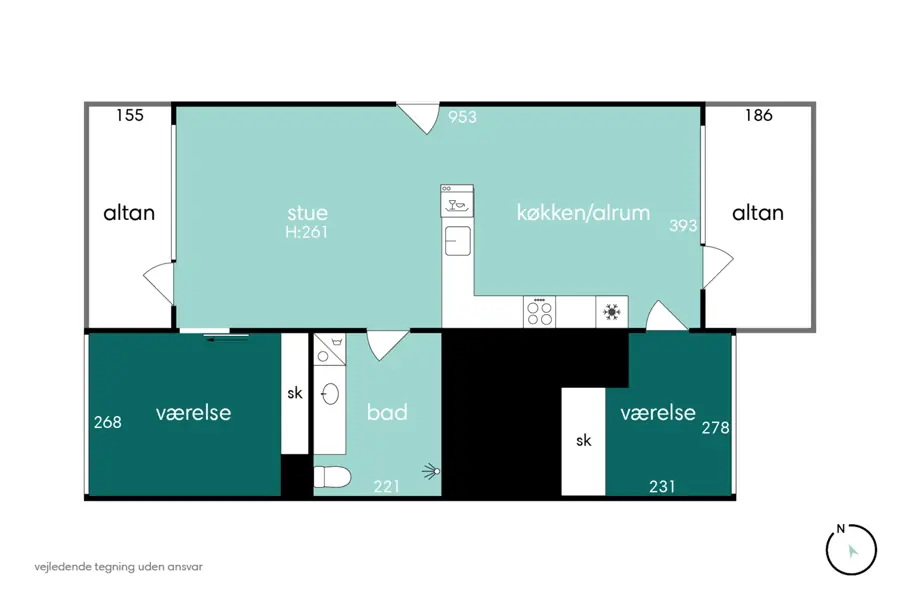 155
953
186
altan
stue
H:261
køkken/alrum
393
altan
268
værelse
sk
bad
221
sk
værelse
278
231
N
vejledende tegning uden ansvar